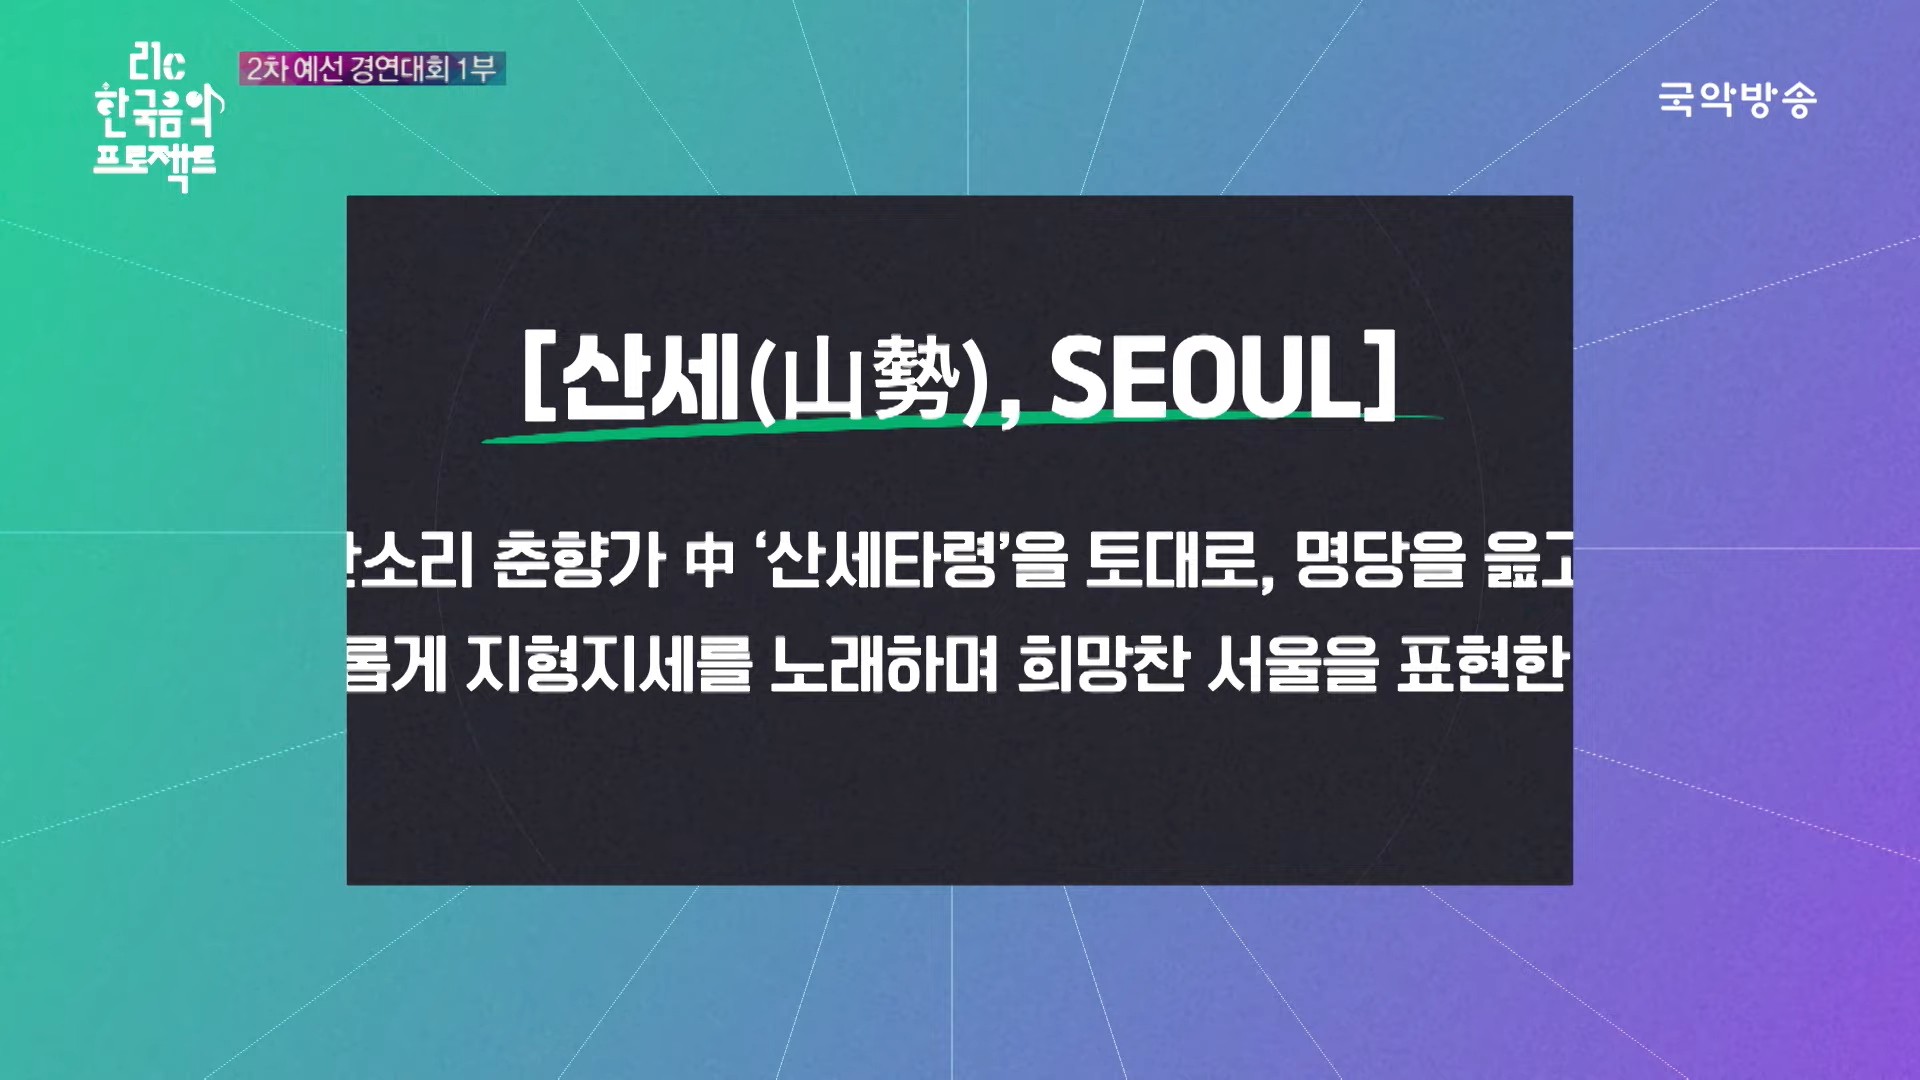 21c
한국음악
프로젝트
2차 예선 경연대회 1부
국악방송
[산세(山勢), SEOUL]
소리 춘향가 中 ‘산세타령’을 토대로, 명당을 읊
롭게 지형지세를 노래하며 희망찬 서울을 표현한